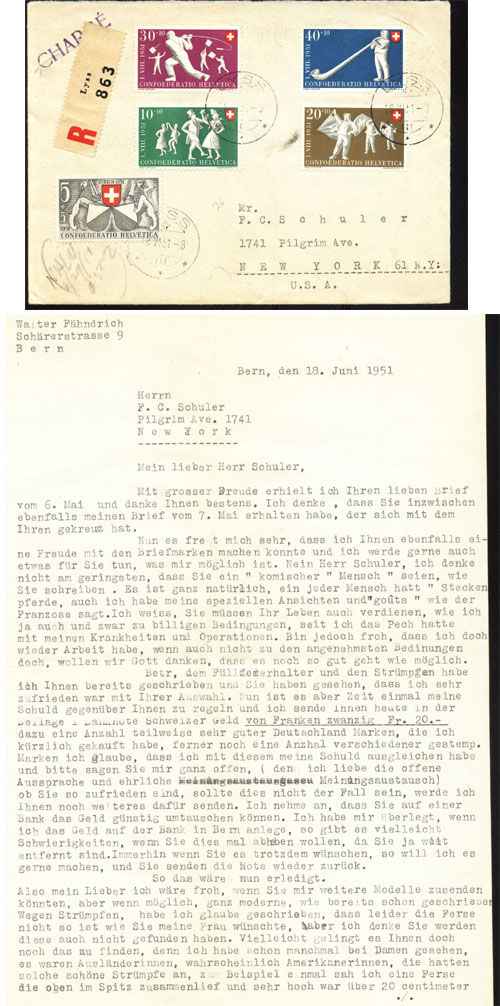 CHARGÉ
R
Lyss
863
30+10
1. VIII. 1951
CONFOEDERATIO HELVETICA
40+10
1. VIII. 1951
CONFOEDERATIO HELVETICA
10+10
1. VIII. 1951
CONFOEDERATIO HELVETICA
20+10
1. VIII. 1951
CONFOEDERATIO HELVETICA
5
CONFOEDERATIO HELVETICA
LYSS
Mr.
F. C. S c h u l e r
1741 Pilgrim Ave.
N E W  Y O R K  61 N.Y:
U.S.A.
Walter Fähndrich
Schärerstrasse 9
B e r n
Bern, den 18. Juni 1951
Herrn
F. C. Schuler
Pilgrim Ave. 1741
N e w  Y o r k
Mein lieber Herr Schuler,
Mit grosser Freude erhielt ich Ihren lieben Brief
vom 6. Mai und danke Ihnen bestens. Ich denke , dass Sie inzwischen
ebenfalls meinen Brief vom 7. Mai erhalten habe, der sich mit dem
Ihren gekreuzt hat.
Nun es freut mich sehr, dass ich Ihnen ebenfalls ei-
ne Freude mit den Briefmarken machen konnte und ich werde gerne auch
etwas für Sie tun, was mir möglich ist. Nein Herr Schuler, ich denke
nicht am geringsten, dass Sie ein " komischer " Mensch " seien, wie
Sie schreiben . Es ist ganz natürlich, ein jeder Mensch hatt " Stecken
pferde, auch ich habe meine speziellen Ansichten und"goûts " wie der
Franzose sagt.Ich weiss, Sie müssen Ihr Leben auch verdienen, wie ich
ja auch und zwar zu billigen Bedingungen, seit ich das Pech hatte
mit meinen Krankheiten und Operationen. Bin jedoch froh, dass ich doch
wieder Arbeit habe, wenn auch nicht zu den angenehmsten Bedinungen
doch, wollen wir Gott danken, dass es noch so gut geht wie möglich.
Betr, dem Füllfederhalter und den Strümpfen habe
ich Ihnen bereits geschrieben und Sie haben gesehen, dass ich sehr
zufrieden war mit Ihrer Auswahl. Nun ist es aber Zeit einmal meine
Schuld gegenüber Ihnen zu regeln und ich sende Ihnen heute in der
Beilage 1 Banknote Schweizer Geld von Franken zwanzig Fr. 20.-
dazu eine Anzahl teilweise sehr guter Deutschland Marken, die ich
kürzlich gekauft habe, ferner noch eine Anzhal verschiedener gestemp.
Marken ich glaube, dass ich mit diesem meine Schuld ausgleichen habe
und bitte sagen Sie mir ganz offen, ( denn ich liebe die offene
Aussprache und ehrliche Meinungsaustausch)
ob Sie so zufrieden sind, sollte dies nicht der Fall sein, werde ich
Ihnen noch weiteres dafür senden. Ich nehme an, dass Sie auf einer
Bank das Geld günstig umtauschen können. Ich habe mir überlegt, wenn
ich das Geld auf der Bank in Bern anlege, so gibt es vielleicht
Schwierigkeiten, wenn Sie dies mal abheben wollen, da Sie ja weit
entfernt sind.Immerhin wenn Sie es trotzdem wünschen, so will ich es
gerne machen, und Sie senden die Note wieder zurück.
So das wäre nun erledigt.
Also mein Lieber ich wäre froh, wenn Sie mir weitere Modelle zusenden
könnten, aber wenn möglich, ganz moderne, wie bereits schon geschrieben
Wegen Strümpfen, habe ich glaube geschrieben, dass leider die Ferse
nicht so ist wie Sie meine Frau wünschte, aber ich denke Sie werden
diese auch nicht gefunden haben. Vielleicht gelingt es Ihnen doch
noch das zu finden, denn ich habe schon manchmal bei Damen gesehen,
es waren Ausländerinnen, wahrscheinlich Amerikanerinnen, die hatten
solche schöne Strümpfe an, zum Beispiel einmal sah ich eine Ferse
die oben im Spitz zusammenlief und sehr hoch war über 20 centimeter
./.